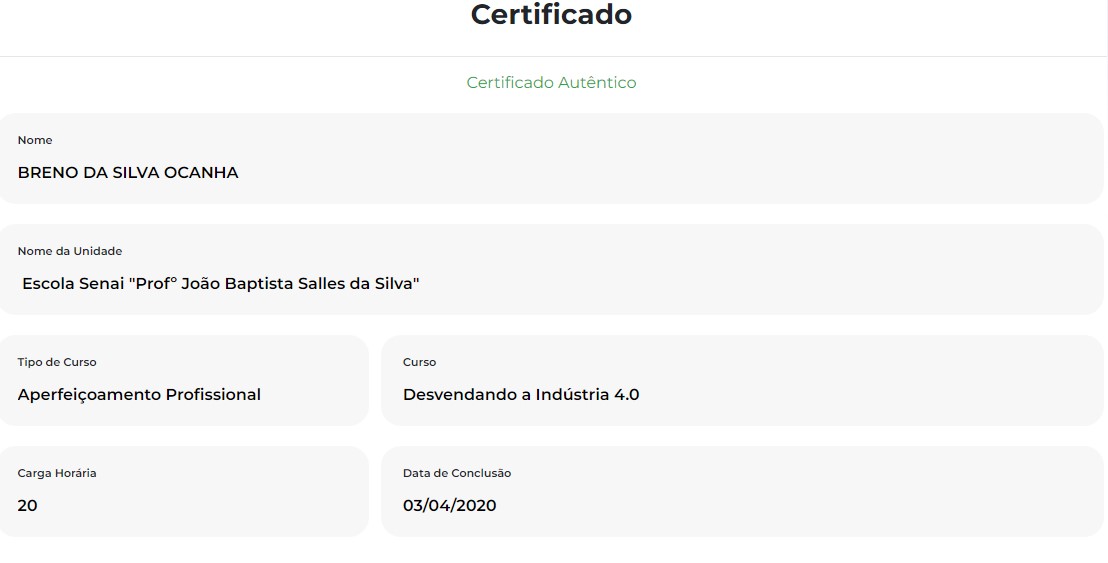 Certificado
Certificado Autêntico
Nome
BRENO DA SILVA OCANHA
Nome da Unidade
Escola Senai "Profº João Baptista Salles da Silva"
Tipo de Curso
Aperfeiçoamento Profissional
Curso
Desvendando a Indústria 4.0
Carga Horária
20
Data de Conclusão
03/04/2020